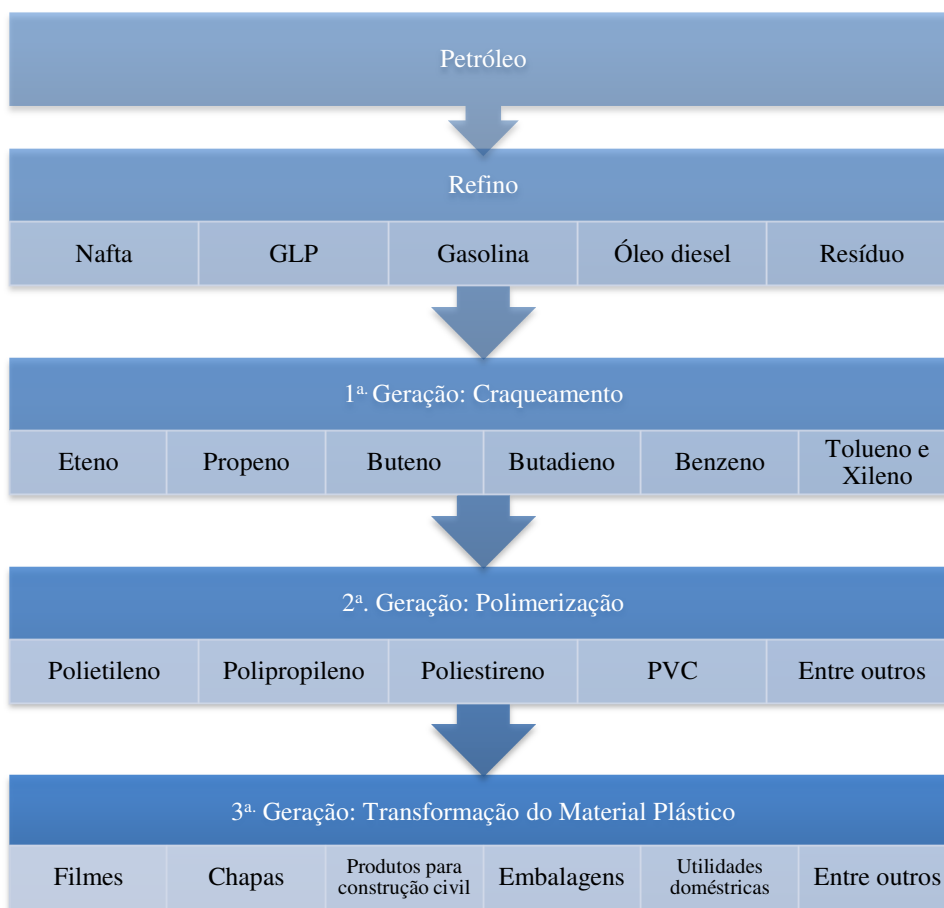 Petróleo
Refino
Nafta
GLP
Gasolina
Óleo diesel
Resíduo
1ª. Geração: Craqueamento
Eteno
Propeno
Buteno
Butadieno
Benzeno
Tolueno e
Xileno
2ª. Geração: Polimerização
Polietileno
Polipropileno
Poliestireno
PVC
Entre outros
3ª. Geração: Transformação do Material Plástico
Filmes
Chapas
Produtos para
construção civil
Embalagens
Utilidades
doméstricas
Entre outros